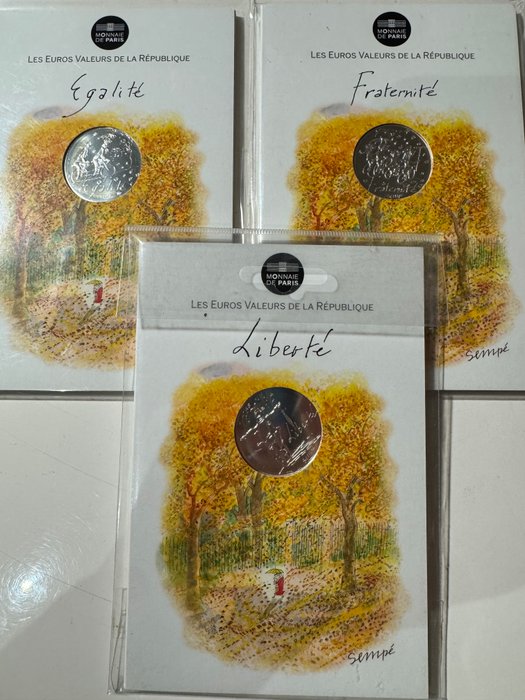 MONNAIE
DE PARIS
LES EUROS VALEURS DE LA RÉPUBLIQUE
Egalité
MONNAIE
DE PARIS
LES EUROS VALEURS DE LA RÉPUBLIQUE
Fraternité
Fraternité
sempé
MONNAIE
DE PARIS
LES EUROS VALEURS DE LA RÉPUBLIQUE
Liberté
sempé